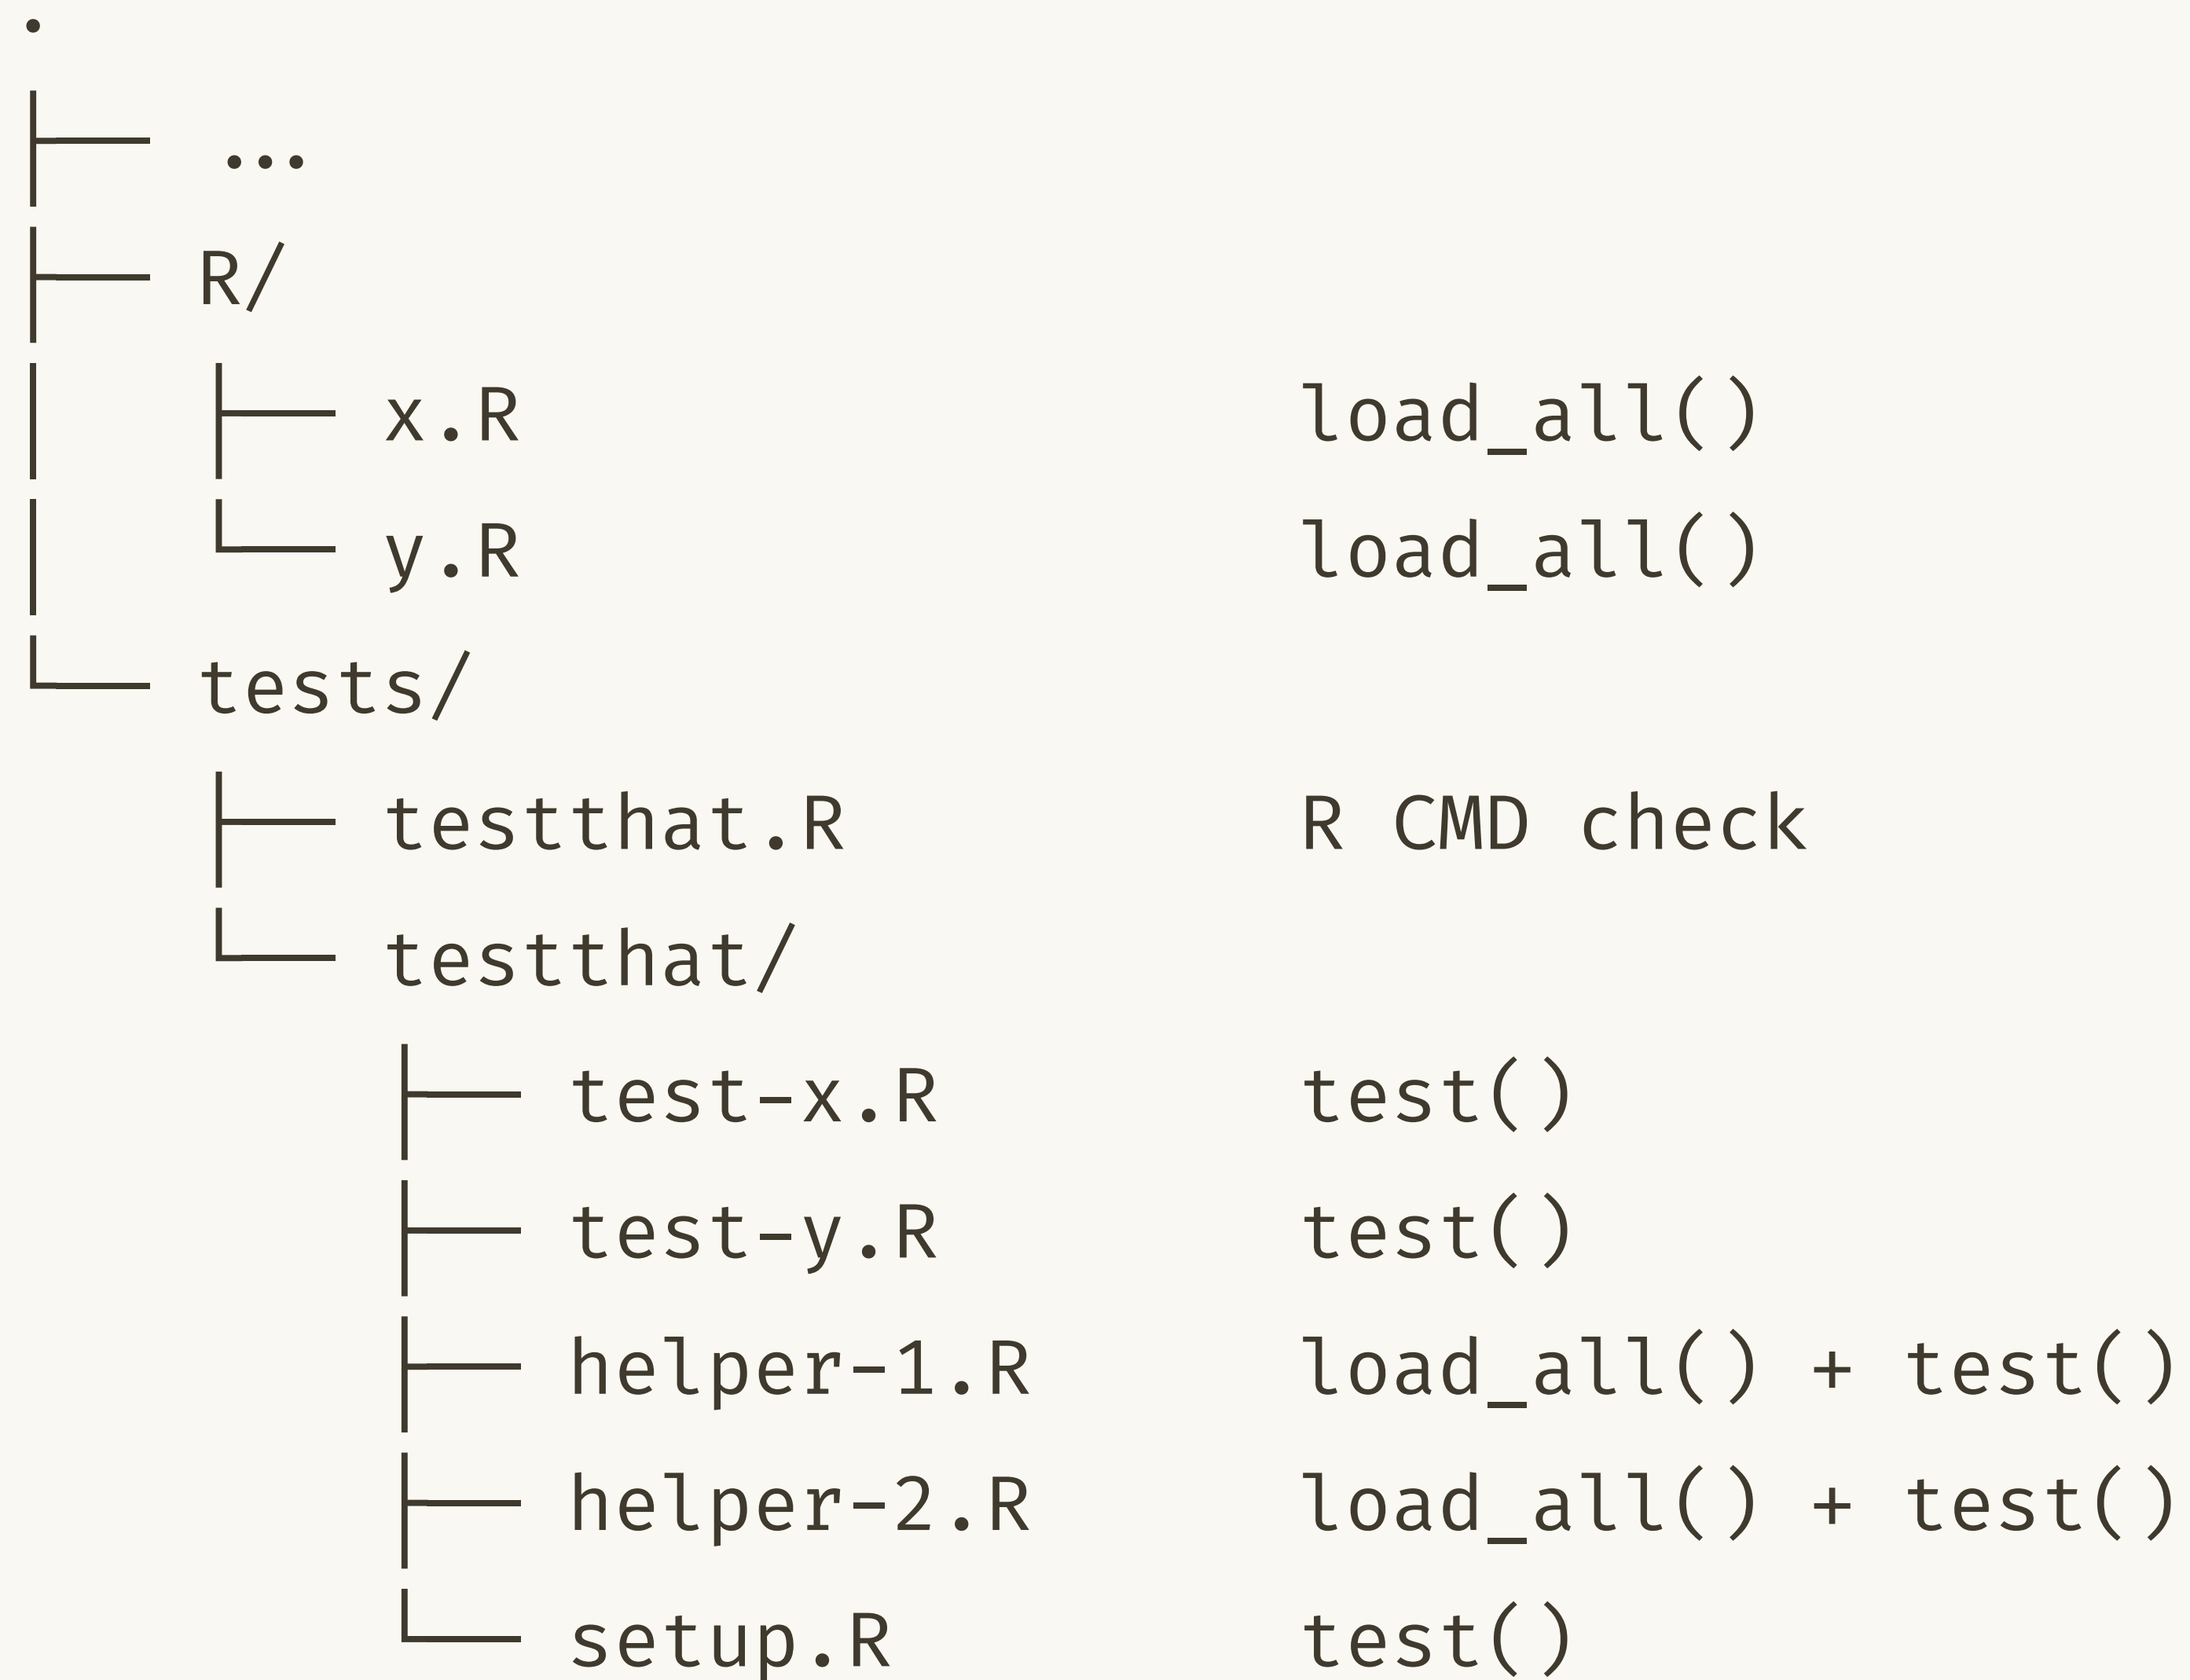 .
├── ...
├── R/
│   ├── x.R load_all()
│   └── y.R load_all()
└── tests/
    ├── testthat.R R CMD check
    └── testthat/
        ├── test-x.R test()
        ├── test-y.R test()
        ├── helper-1.R load_all() + test()
        ├── helper-2.R load_all() + test()
        └── setup.R test()